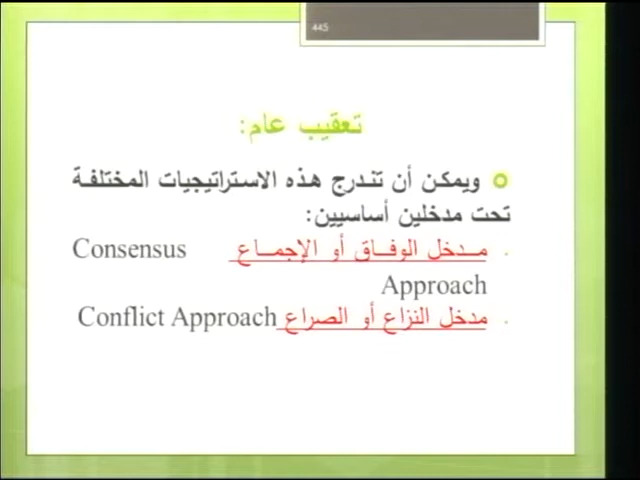 445
تعقيب عام:
ويمكن أن تندرج هذه الاستراتيجيات المختلفة
تحت مدخلين أساسيين:
مدخل الوفاق أو الإجماع Consensus
Approach
مدخل النزاع أو الصراع Conflict Approach